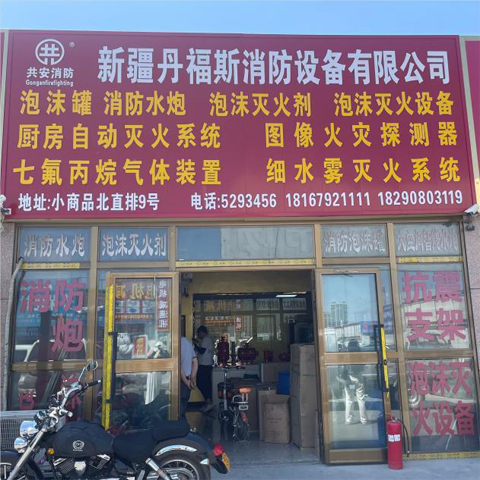 共安消防
Gonganfirefighting
新疆丹福斯消防设备有限公司
泡沫罐 消防水炮 泡沫灭火剂 泡沫灭火设备
厨房自动灭火系统 图像火灾探测器
七氟丙烷气体装置 细水雾灭火系统
地址:小商品北直排9号 电话:5293456 18167921111 18290803119
消防水炮
泡沫灭火剂
消防泡沫罐
消防
炮
抗震
支架
泡沫灭
火设备